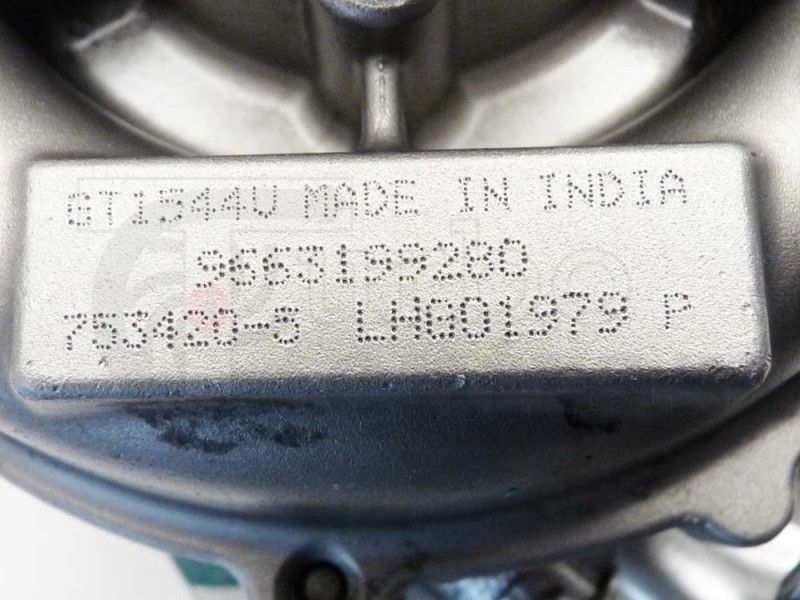 GT1544V MADE IN INDIA
9663199280
753420-5 LHG01979 P